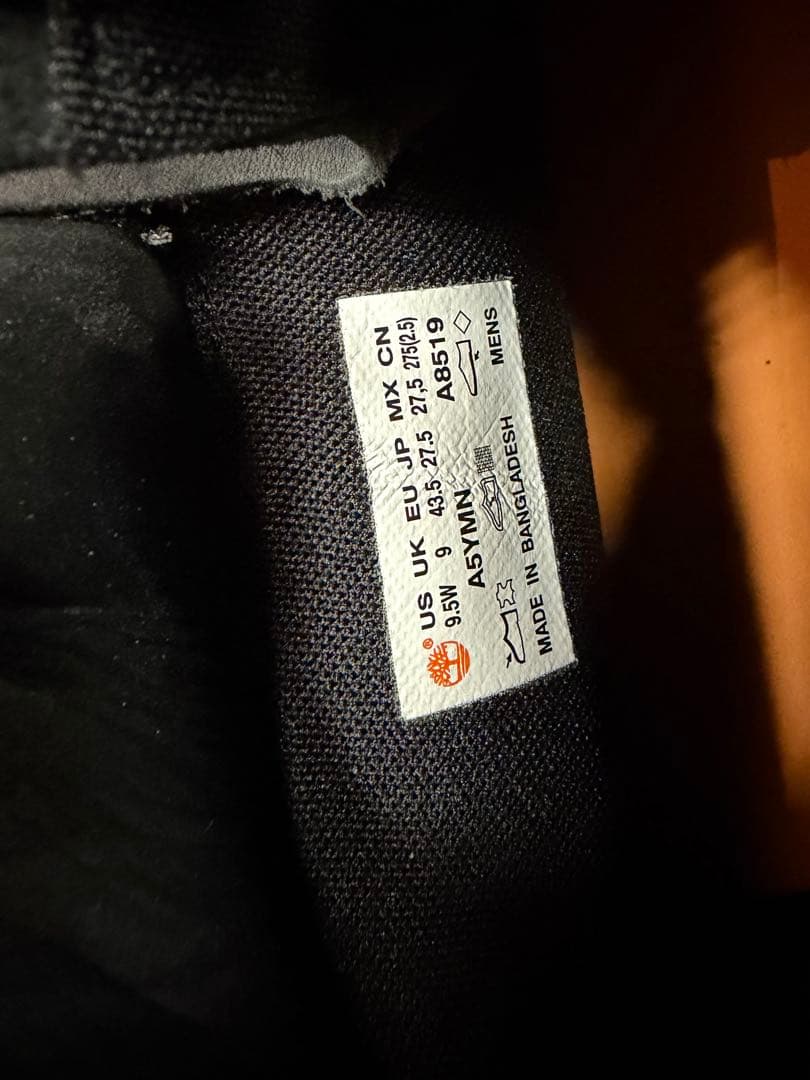 ® US UK EU JP MX CN
9.5W 9 43.5 27.5 27,5 275(2.5)
A5YMN A8519
MADE IN BANGLADESH MENS